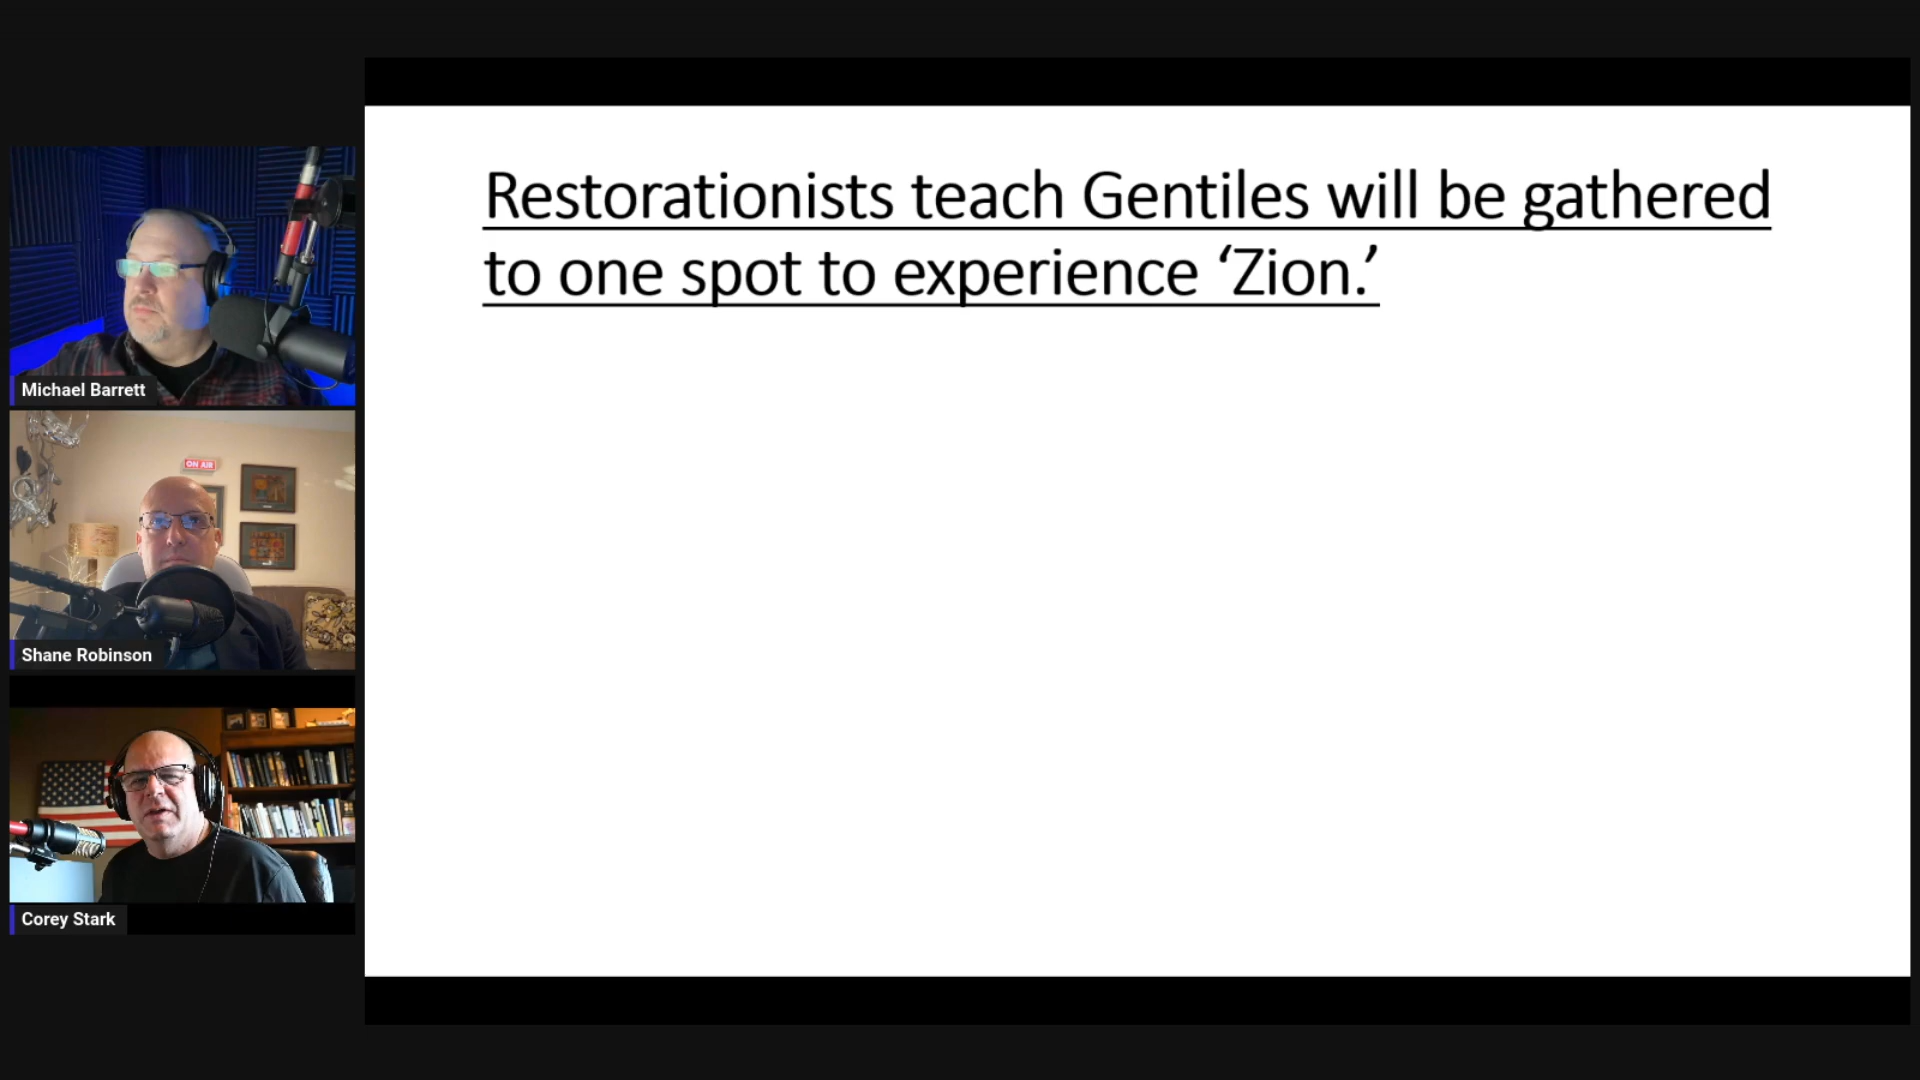 Restorationists teach Gentiles will be gathered
to one spot to experience ‘Zion.’
Michael Barrett
ON AIR
Shane Robinson
Corey Stark